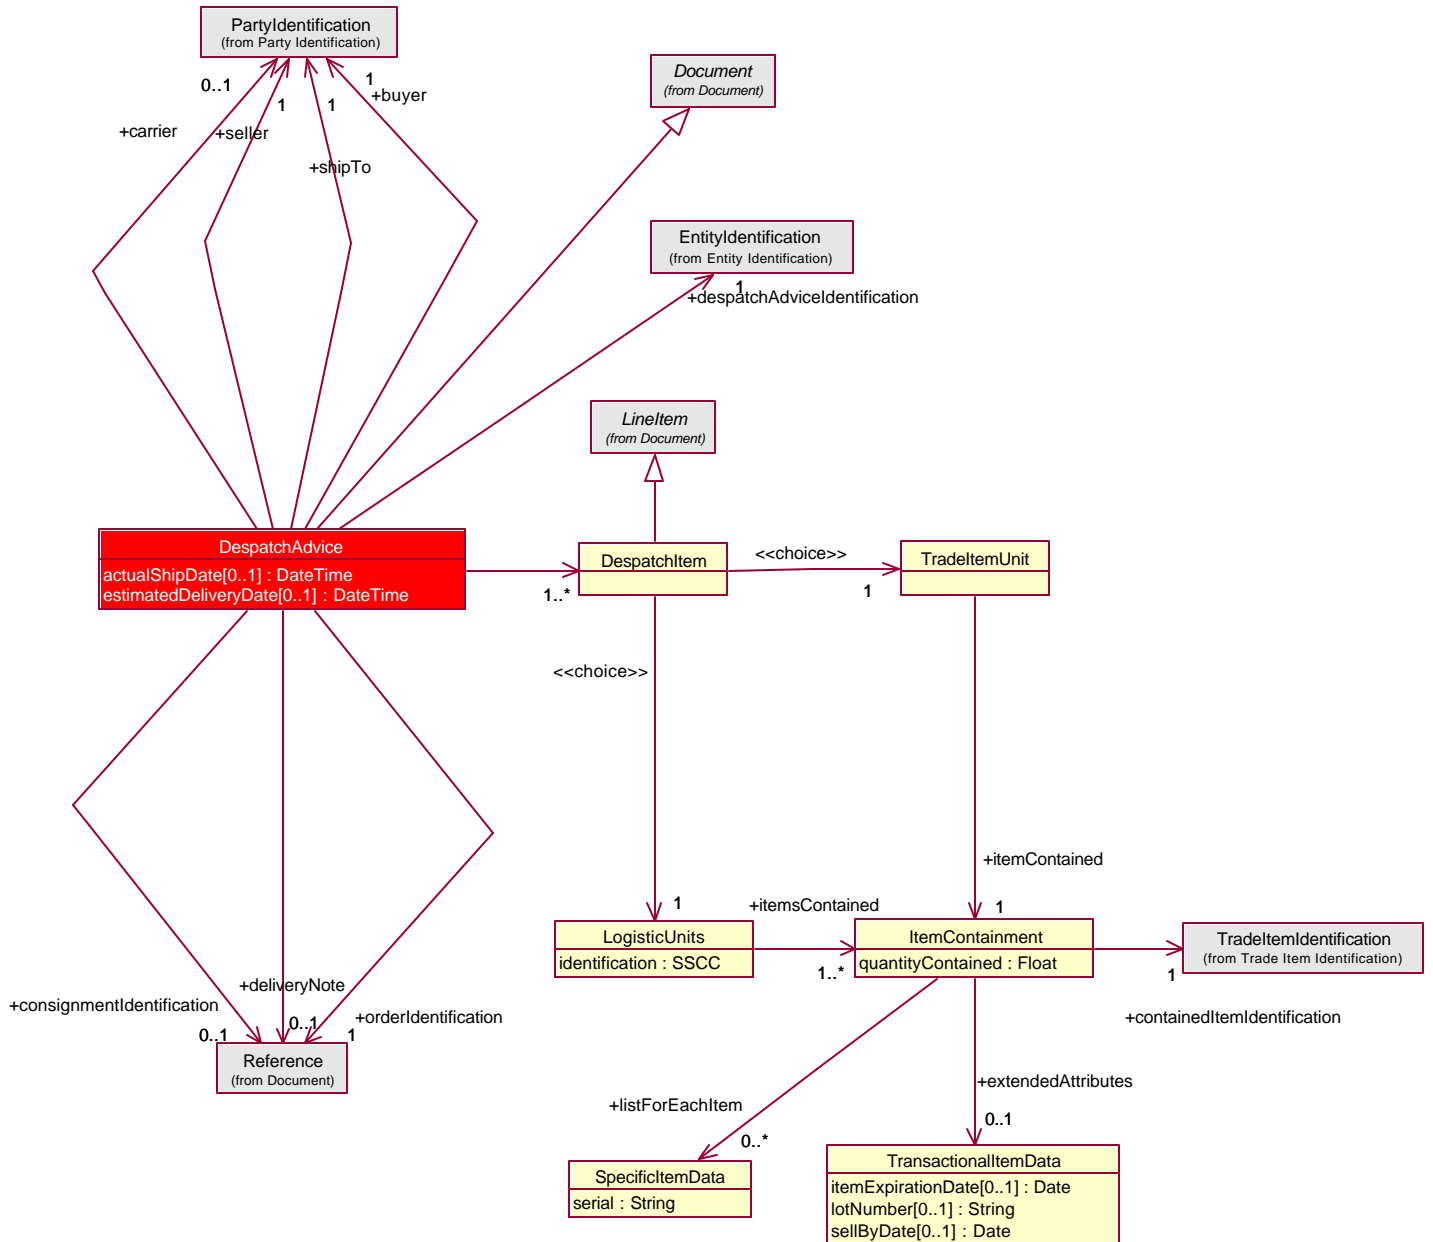 PartyIdentification
(from Party Identification)
0..1
1
1
1
+buyer
+carrier
+seller
+shipTo
Document
(from Document)
EntityIdentification
(from Entity Identification)
1
+despatchAdviceIdentification
LineItem
(from Document)
DespatchAdvice
actualShipDate[0..1] : DateTime
estimatedDeliveryDate[0..1] : DateTime
1..*
DespatchItem
<<choice>>
1
TradeItemUnit
<<choice>>
+itemContained
1
1
+itemsContained
1..*
LogisticUnits
identification : SSCC
ItemContainment
quantityContained : Float
TradeItemIdentification
(from Trade Item Identification)
1
+containedItemIdentification
+consignmentIdentification
+deliveryNote
+orderIdentification
0..1
0..1
1
Reference
(from Document)
+listForEachItem
0..*
+extendedAttributes
0..1
SpecificItemData
serial : String
TransactionalItemData
itemExpirationDate[0..1] : Date
lotNumber[0..1] : String
sellByDate[0..1] : Date